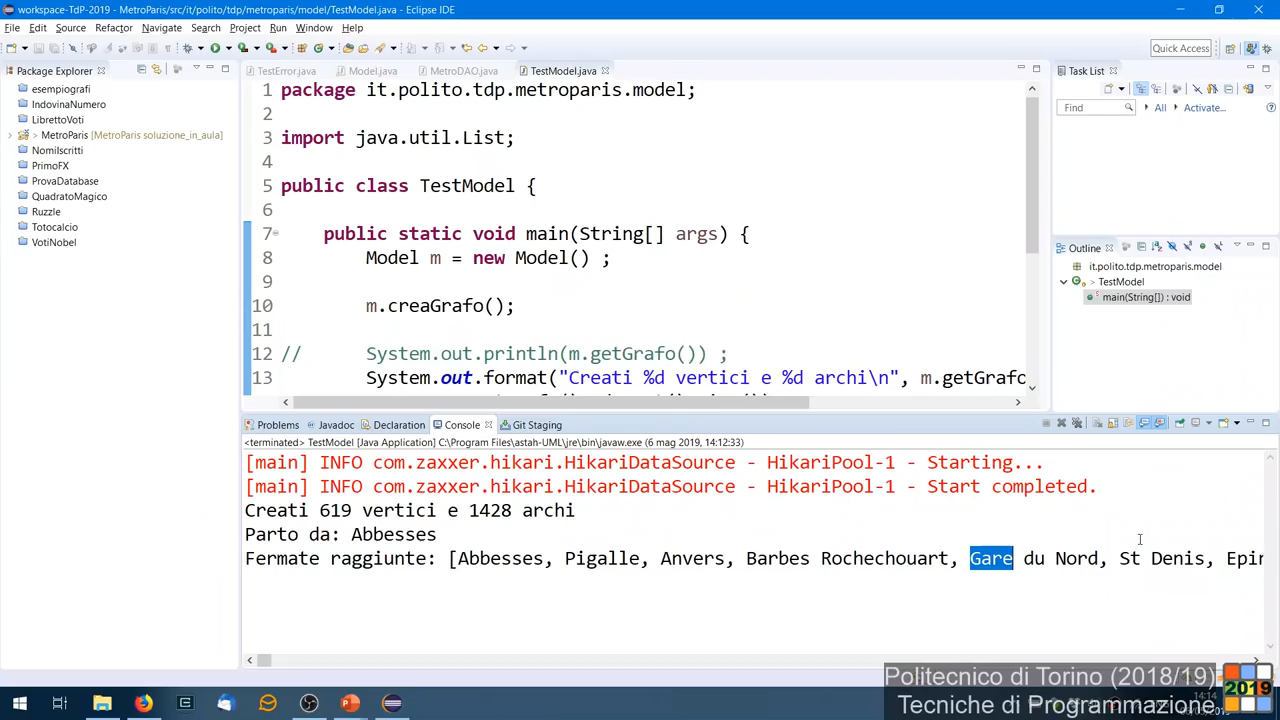 workspace-TdP-2019 - MetroParis/src/it/polito/tdp/metroparis/model/TestModel.java - Eclipse IDE
File Edit Source Refactor Navigate Search Project Run Window Help
Quick Access
Package Explorer
esempiografi
IndovinaNumero
LibrettoVoti
> MetroParis [MetroParis soluzione_in_aula]
NomiIscritti
PrimoFX
ProvaDatabase
QuadratoMagico
Ruzzle
Totocalcio
VotiNobel
TestError.java Model.java MetroDAO.java TestModel.java
1 package it.polito.tdp.metroparis.model;
2
3 import java.util.List;
4
5 public class TestModel {
6
7 public static void main(String[] args) {
8 Model m = new Model() ;
9
10 m.creaGrafo();
11
12 // System.out.println(m.getGrafo()) ;
13 System.out.format("Creati %d vertici e %d archi\n", m.getGrafo
Task List
Find All Activate...
Outline
it.polito.tdp.metroparis.model
> TestModel
main(String[]) : void
Problems Javadoc Declaration Console Git Staging
<terminated> TestModel [Java Application] C:\Program Files\astah-UML\jre\bin\javaw.exe (6 mag 2019, 14:12:33)
[main] INFO com.zaxxer.hikari.HikariDataSource - HikariPool-1 - Starting...
[main] INFO com.zaxxer.hikari.HikariDataSource - HikariPool-1 - Start completed.
Creati 619 vertici e 1428 archi
Parto da: Abbesses
Fermate raggiunte: [Abbesses, Pigalle, Anvers, Barbes Rochechouart, Gare du Nord, St Denis, Epin
Politecnico di Torino (2018/19)
Tecniche di Programmazione
2019
14:14